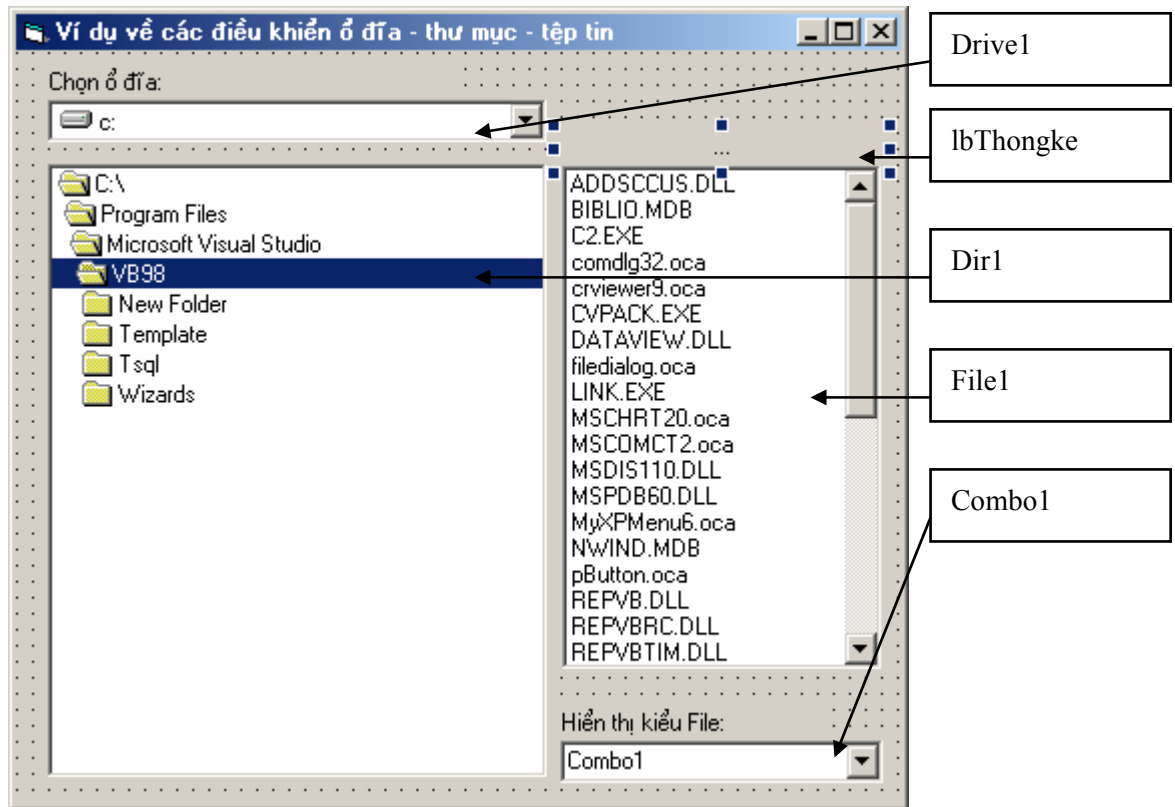 Ví dụ về các điều khiển ổ đĩa - thư mục - tệp tin
Chọn ổ đĩa:
c:
C:\
Program Files
Microsoft Visual Studio
VB98
New Folder
Template
Tsql
Wizards
...
ADDSCCUS.DLL
BIBLIO.MDB
C2.EXE
comdlg32.oca
crviewer9.oca
CVPACK.EXE
DATAVIEW.DLL
filedialog.oca
LINK.EXE
MSCHRT20.oca
MSCOMCT2.oca
MSDIS110.DLL
MSPDB60.DLL
MyXPMenu6.oca
NWIND.MDB
pButton.oca
REPVB.DLL
REPVBRC.DLL
REPVBTIM.DLL
Hiển thị kiểu File:
Combo1
Drive1
lbThongke
Dir1
File1
Combo1